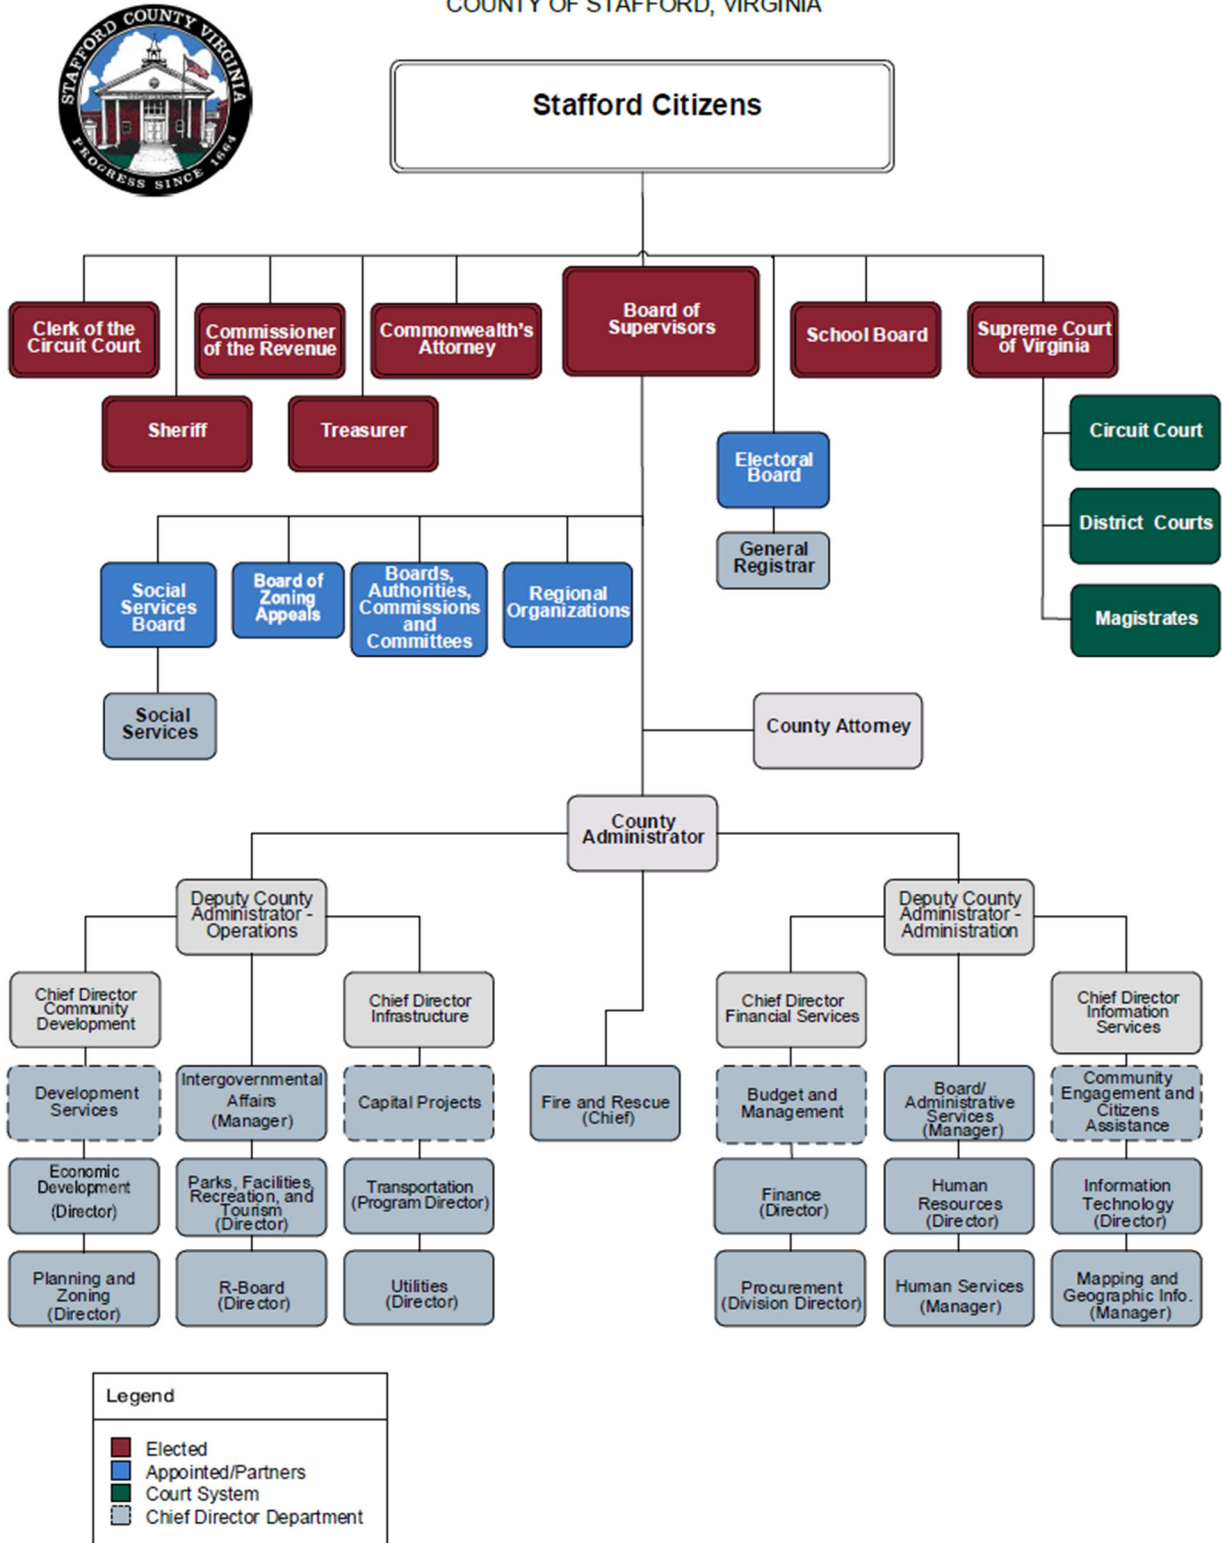 COUNTY OF STAFFORD, VIRGINIA
STAFFORD COUNTY VIRGINIA
PROGRESS SINCE 1664
Stafford Citizens
Clerk of the
Circuit Court
Commissioner
of the Revenue
Commonwealth's
Attorney
Board of
Supervisors
School Board
Supreme Court
of Virginia
Sheriff
Treasurer
Circuit Court
Electoral
Board
District Courts
General
Registrar
Magistrates
Social
Services
Board
Board of
Zoning
Appeals
Boards,
Authorities,
Commissions
and
Committees
Regional
Organizations
Social
Services
County Attorney
County
Administrator
Deputy County
Administrator -
Operations
Deputy County
Administrator -
Administration
Chief Director
Community
Development
Chief Director
Infrastructure
Chief Director
Financial Services
Chief Director
Information
Services
Development
Services
Intergovernmental
Affairs
(Manager)
Capital Projects
Fire and Rescue
(Chief)
Budget and
Management
Board/
Administrative
Services
(Manager)
Community
Engagement and
Citizens
Assistance
Economic
Development
(Director)
Parks, Facilities,
Recreation, and
Tourism
(Director)
Transportation
(Program Director)
Finance
(Director)
Human
Resources
(Director)
Information
Technology
(Director)
Planning and
Zoning
(Director)
R-Board
(Director)
Utilities
(Director)
Procurement
(Division Director)
Human Services
(Manager)
Mapping and
Geographic Info.
(Manager)
Legend
Elected
Appointed/Partners
Court System
Chief Director Department